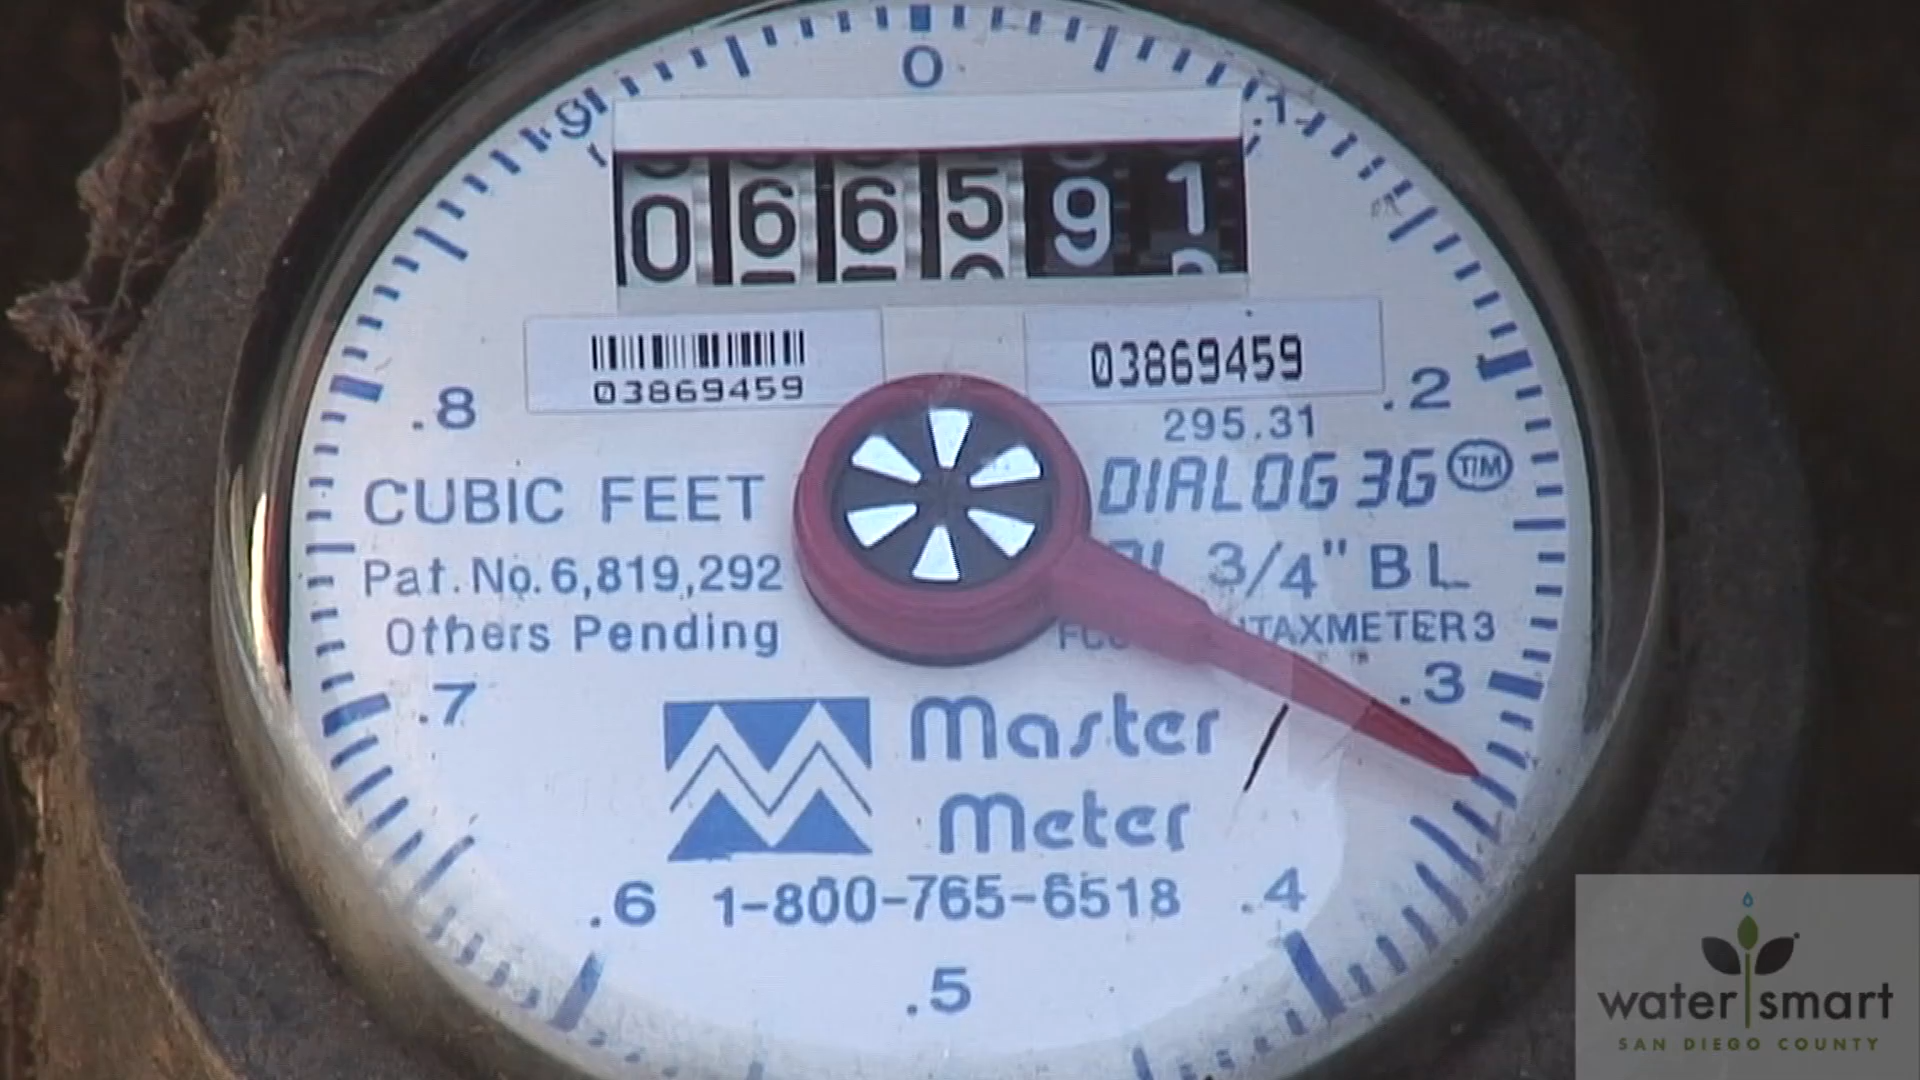 0
.9 .1
066591
03869459
03869459
.8 .2
295.31
CUBIC FEET DIALOG 3G TM
Pat. No. 6,819,292 3/4" BL
Others Pending TAXMETER3
.7 .3
Master
Meter
.6 1-800-765-6518 .4
.5
water smart
SAN DIEGO COUNTY